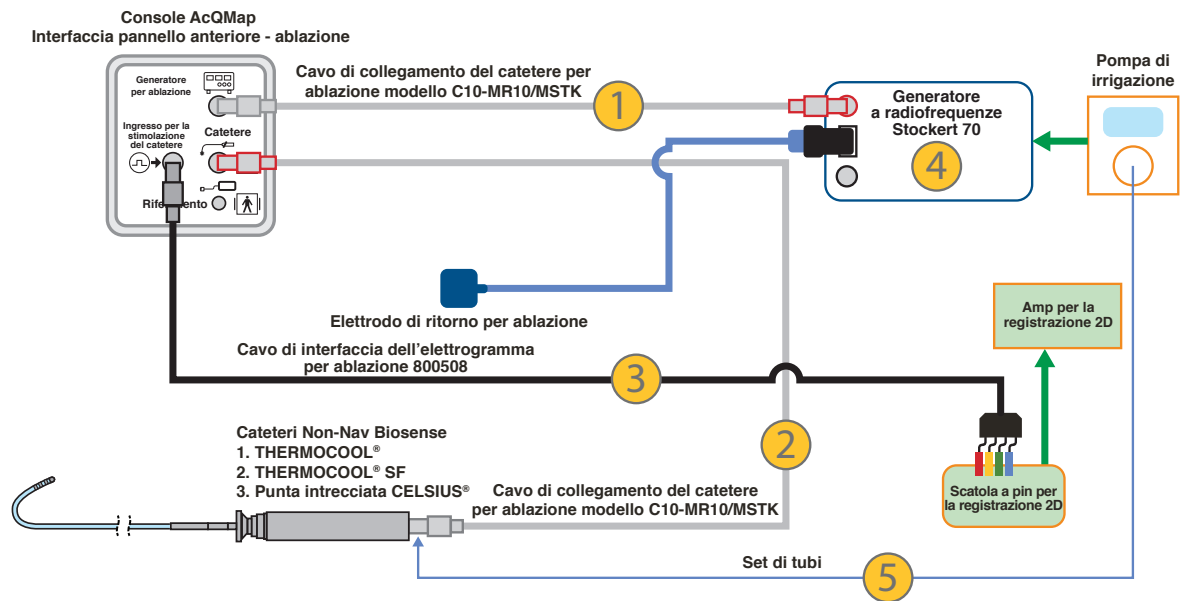 Console AcQMap
Interfaccia pannello anteriore - ablazione
Generatore
per ablazione
Ingresso per la
stimolazione
del catetere
Catetere
Riferimento
Cavo di collegamento del catetere per
ablazione modello C10-MR10/MSTK
1
Generatore
a radiofrequenze
Stockert 70
4
Pompa di
irrigazione
Elettrodo di ritorno per ablazione
Amp per la
registrazione 2D
Cavo di interfaccia dell'elettrogramma
per ablazione 800508
3
2
Cateteri Non-Nav Biosense
1. THERMOCOOL®
2. THERMOCOOL® SF
3. Punta intrecciata CELSIUS®
Cavo di collegamento del catetere
per ablazione modello C10-MR10/MSTK
Scatola a pin per
la registrazione 2D
Set di tubi
5